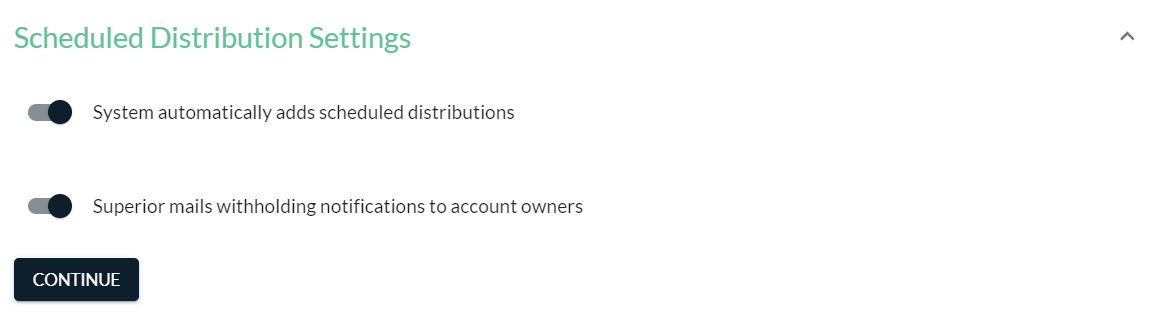 Scheduled Distribution Settings
System automatically adds scheduled distributions
Superior mails withholding notifications to account owners
CONTINUE